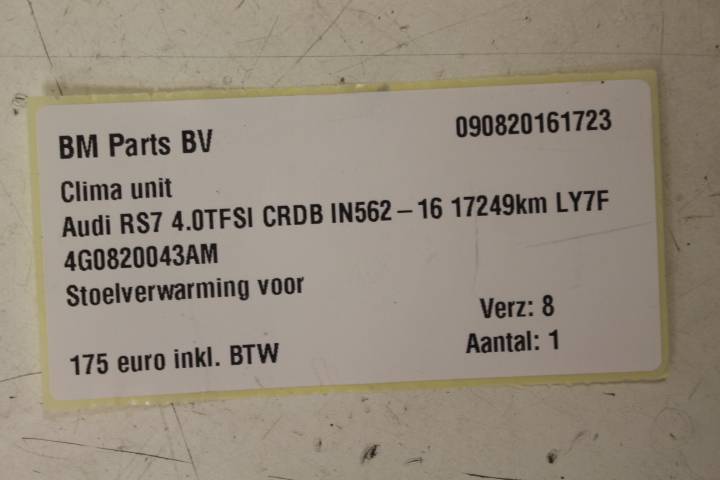 BM Parts BV
090820161723
Clima unit
Audi RS7 4.0TFSI CRDB IN562 – 16 17249km LY7F
4G0820043AM
Stoelverwarming voor
Verz: 8
175 euro inkl. BTW
Aantal: 1